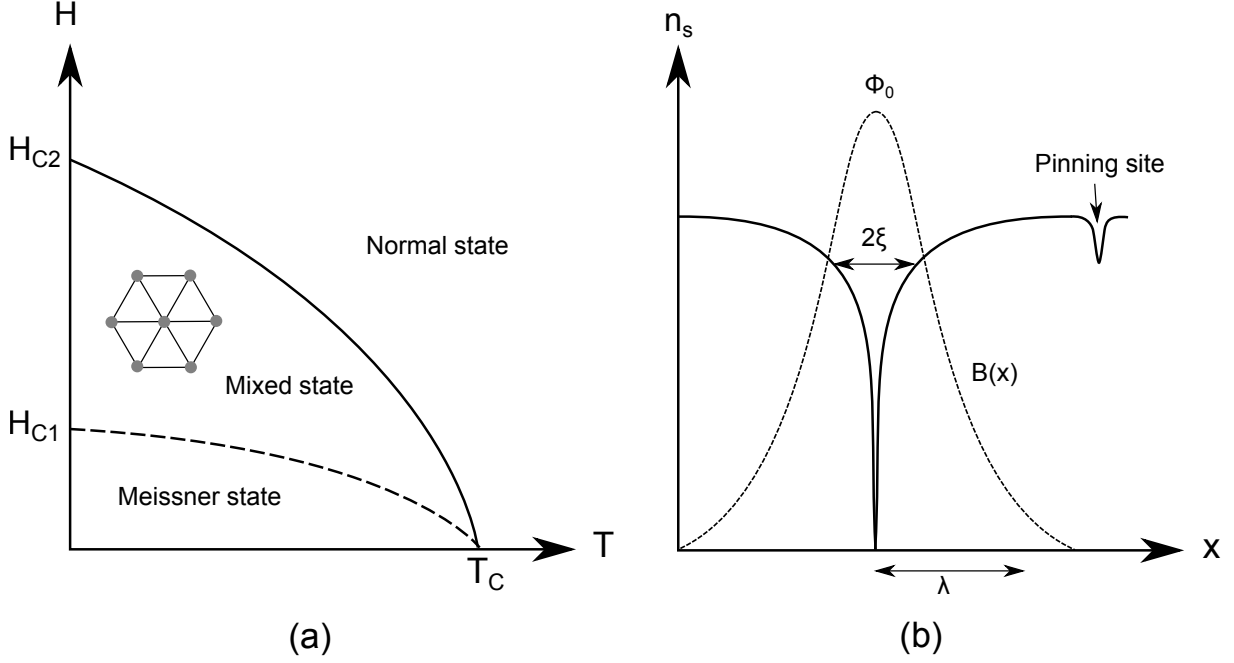 H
H_C2
Normal state
Mixed state
H_C1
Meissner state
T
T_C
(a)
n_s
Φ_0
Pinning site
2ξ
B(x)
x
λ
(b)